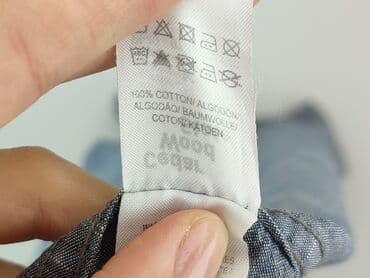 100% COTTON/ ALGODÓN/
ALGODÃO/ BAUMWOLLE/
COTON/ KATOEN
Cedar
Wood